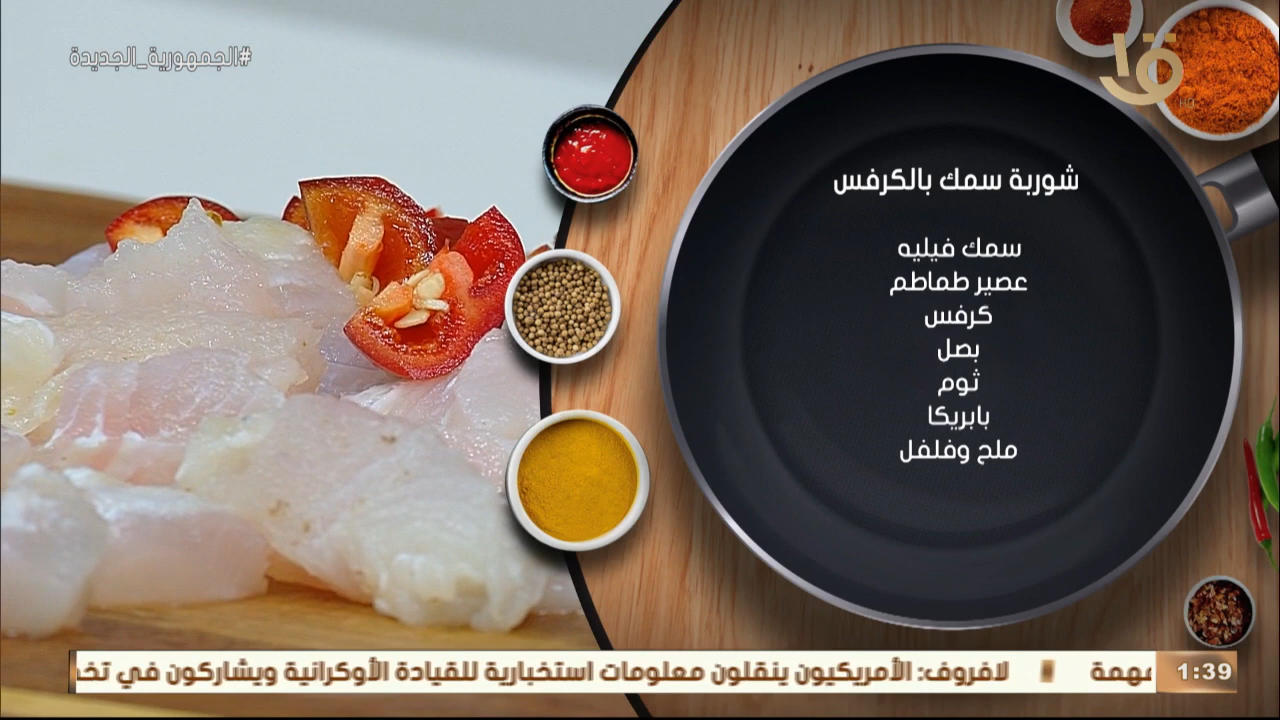 #الجمهورية_الجديدة
HD
شوربة سمك بالكرفس
سمك فيليه
عصير طماطم
كرفس
بصل
ثوم
بابريكا
ملح وفلفل
1:39
لافروف: الأمريكيون ينقلون معلومات استخبارية للقيادة الأوكرانية ويشاركون في